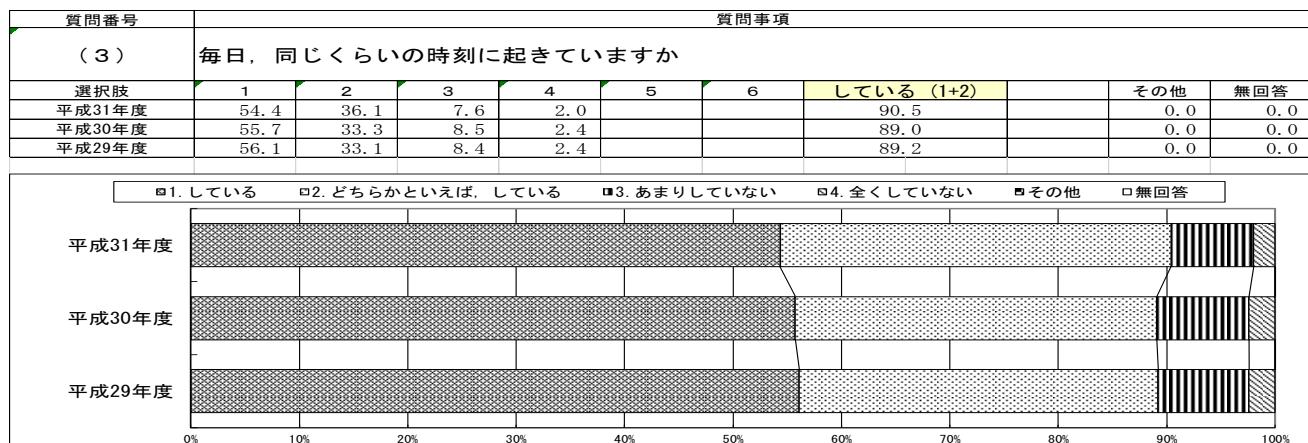 質問番号 質問事項
（３） 毎日，同じくらいの時刻に起きていますか
選択肢 1 2 3 4 5 6 している（1+2） その他 無回答
平成31年度 54.4 36.1 7.6 2.0 90.5 0.0 0.0
平成30年度 55.7 33.3 8.5 2.4 89.0 0.0 0.0
平成29年度 56.1 33.1 8.4 2.4 89.2 0.0 0.0
1.している 2.どちらかといえば，している 3.あまりしていない 4.全くしていない その他 無回答
平成31年度
平成30年度
平成29年度
0% 10% 20% 30% 40% 50% 60% 70% 80% 90% 100%